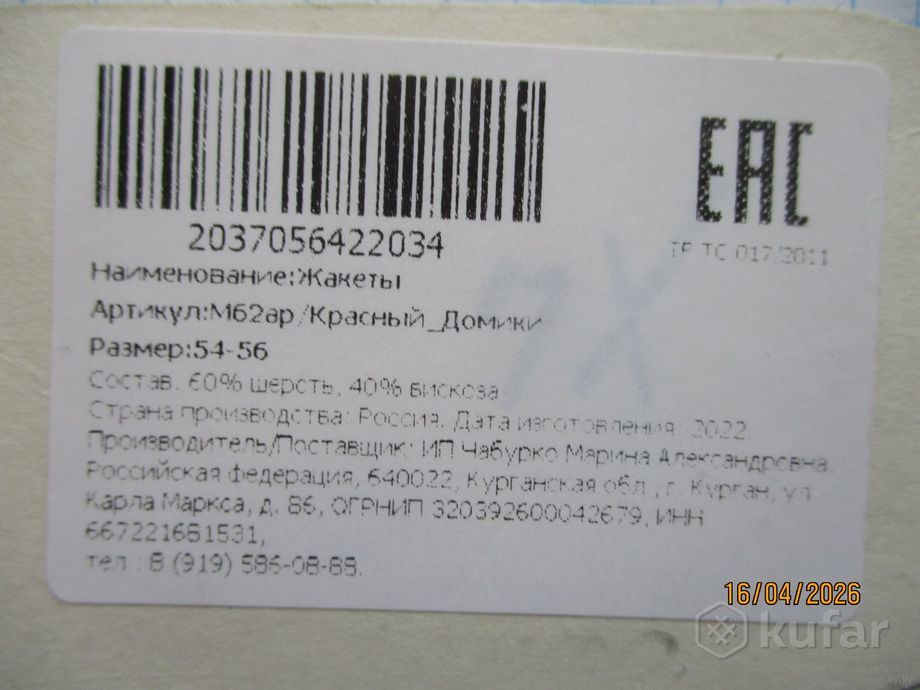 EAC
2037056422034
ТР ТС 017/2011
Наименование:Жакеты
Артикул:М62ар/Красный_Домики
Размер:54-56
Состав: 60% шерсть, 40% вискоза
Страна производства: Россия. Дата изготовления: 2022.
Производитель/Поставщик: ИП Чабурко Марина Александровна
Российская федерация, 640022, Курганская обл., г. Курган, ул.
Карла Маркса, д. 86, ОГРНИП 320392600042679, ИНН
667221681531,
тел.: 8 (919) 586-08-88.
16/04/2026
kufar